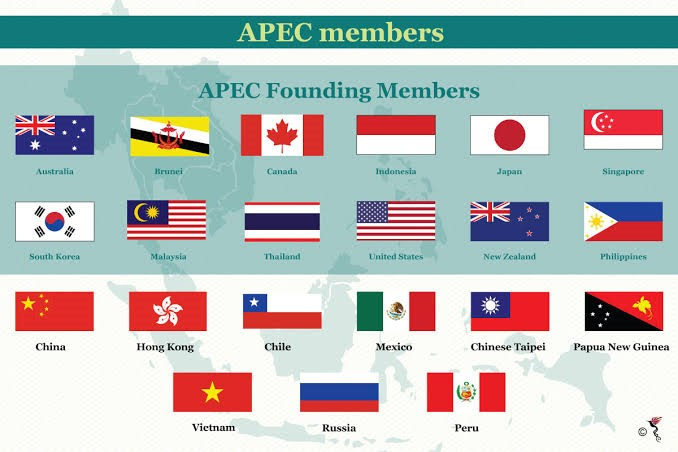 APEC members
APEC Founding Members
Australia Brunei Canada Indonesia Japan Singapore
South Korea Malaysia Thailand United States New Zealand Philippines
China Hong Kong Chile Mexico Chinese Taipei Papua New Guinea
Vietnam Russia Peru
©